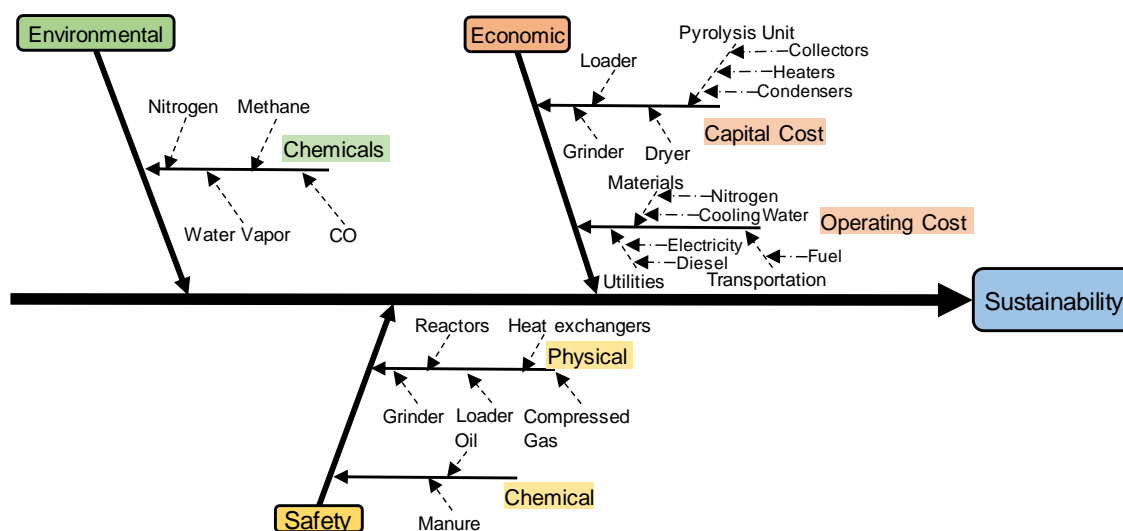 Environmental
Economic
Pyrolysis Unit
Collectors
Loader
Heaters
Condensers
Nitrogen
Methane
Grinder
Dryer
Capital Cost
Chemicals
Materials
Nitrogen
Cooling Water
Operating Cost
Water Vapor
CO
Electricity
Fuel
Diesel
Utilities
Transportation
Sustainability
Reactors
Heat exchangers
Physical
Grinder
Loader
Compressed
Gas
Oil
Chemical
Manure
Safety